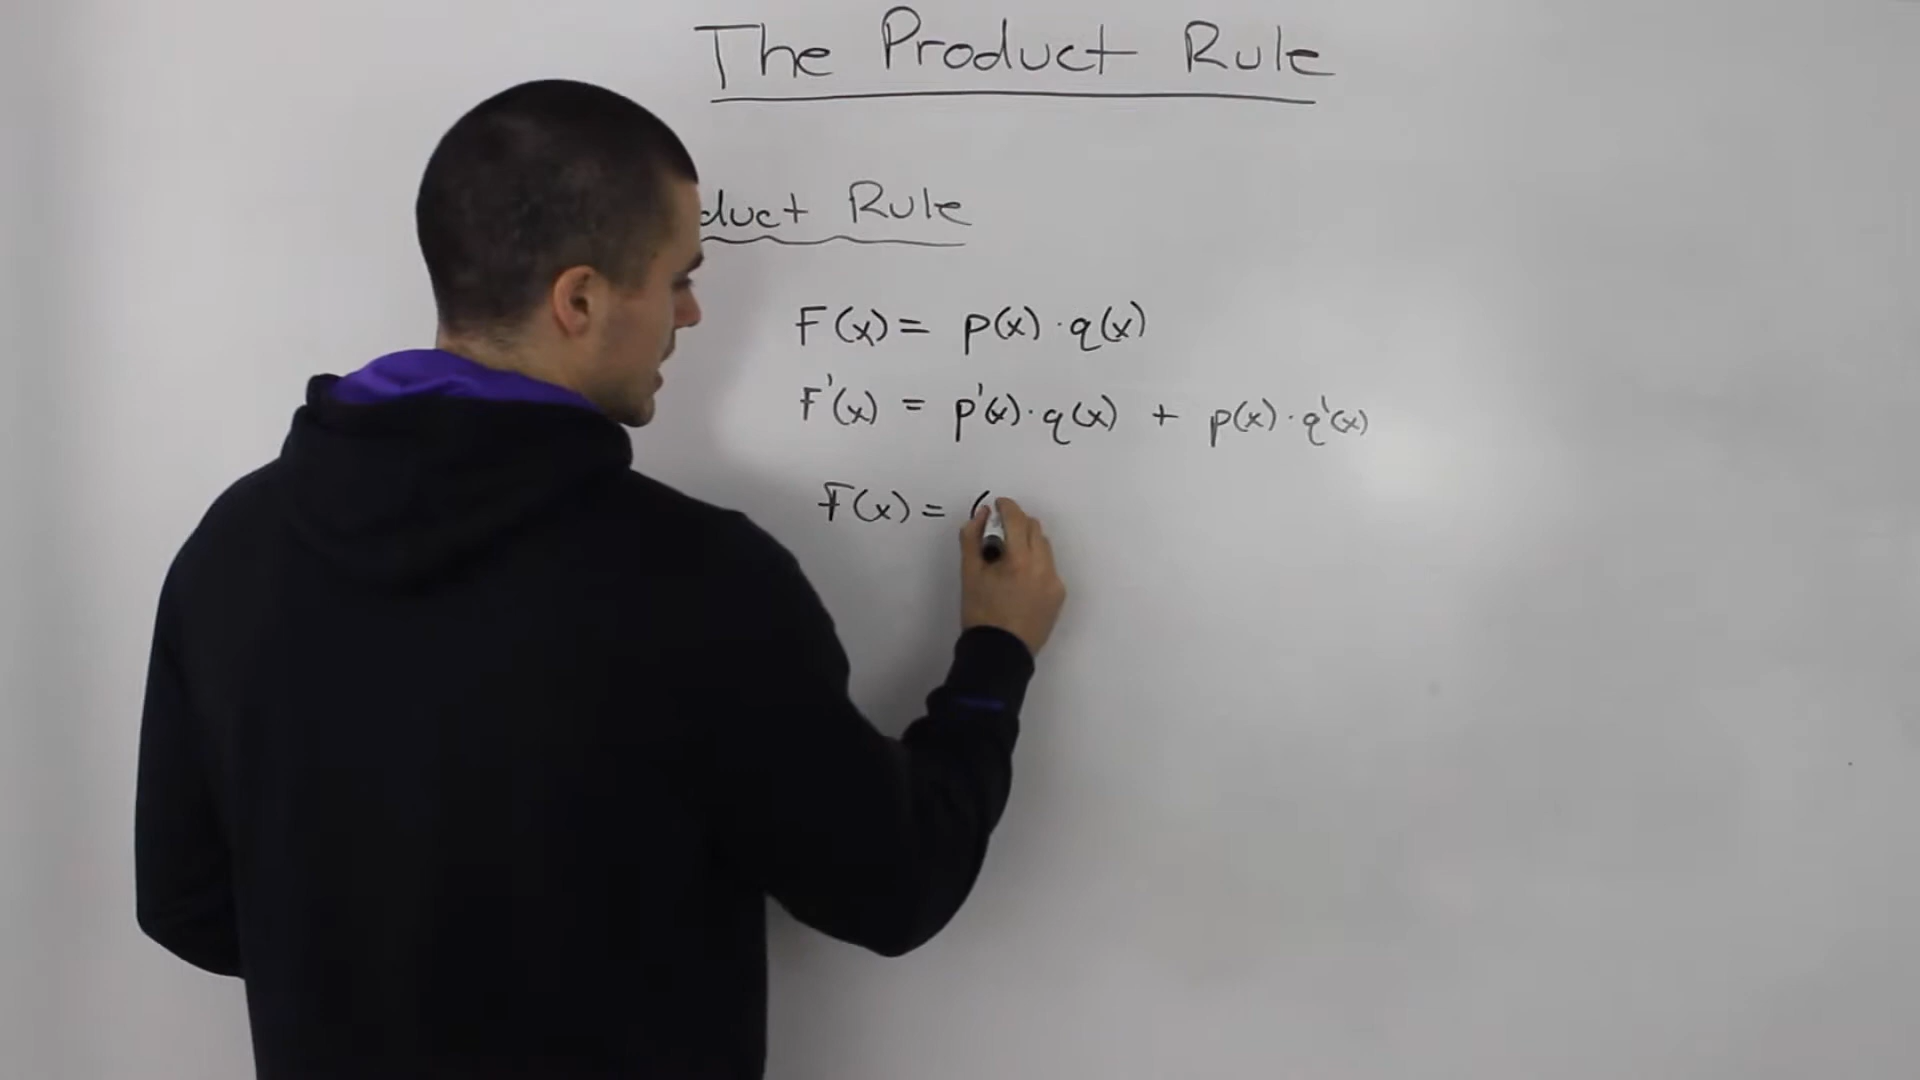 The Product Rule
duct Rule
F(x) = p(x) · q(x)
F'(x) = p'(x) · q(x) + p(x) · q'(x)
F(x) = (